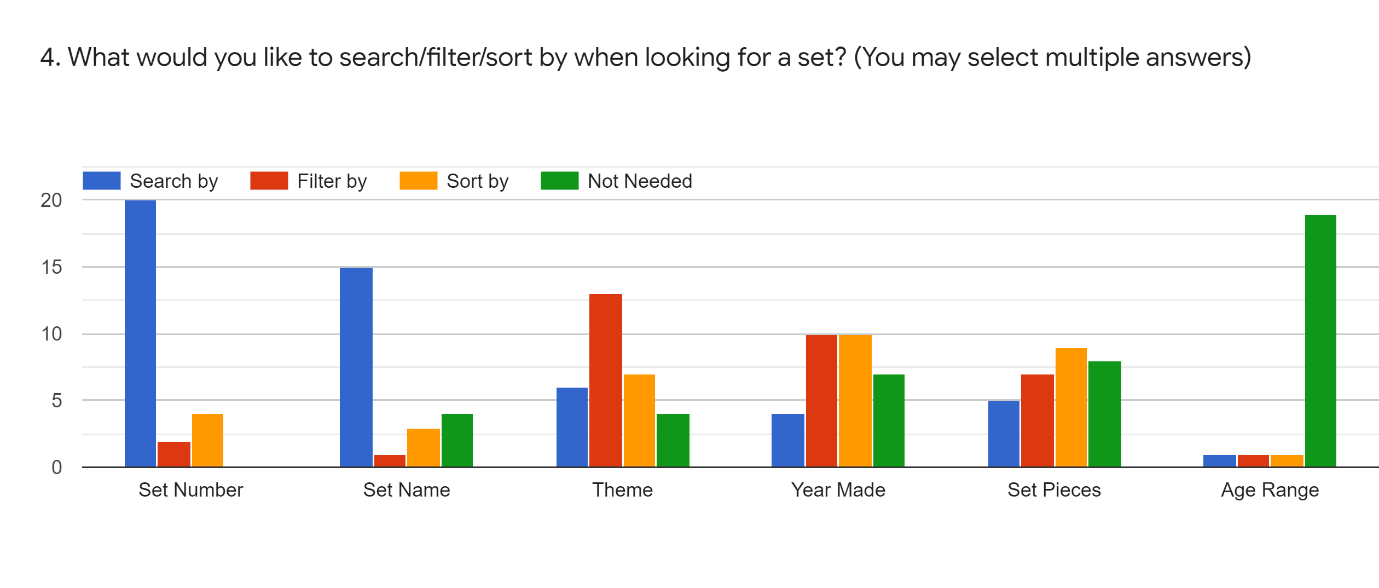 4. What would you like to search/filter/sort by when looking for a set? (You may select multiple answers)
Search by Filter by Sort by Not Needed
20
15
10
5
0
Set Number Set Name Theme Year Made Set Pieces Age Range